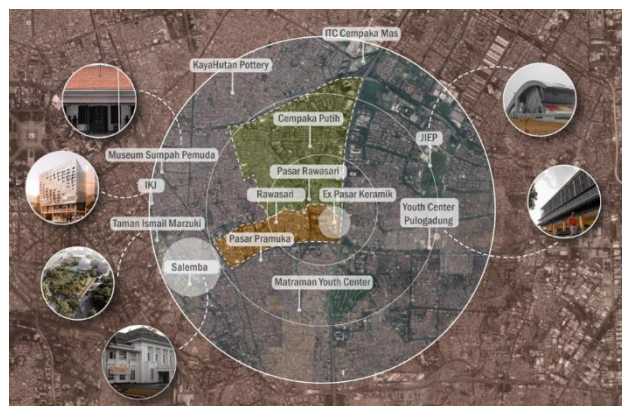 ITC Cempaka Mas
KayaHutan Pottery
Cempaka Putih
JIEP
Museum Sumpah Pemuda
Pasar Rawasari
IKJ
Rawasari
Ex Pasar Keramik
Youth Center
Pulogadung
Taman Ismail Marzuki
Pasar Pramuka
Salemba
Matraman Youth Center